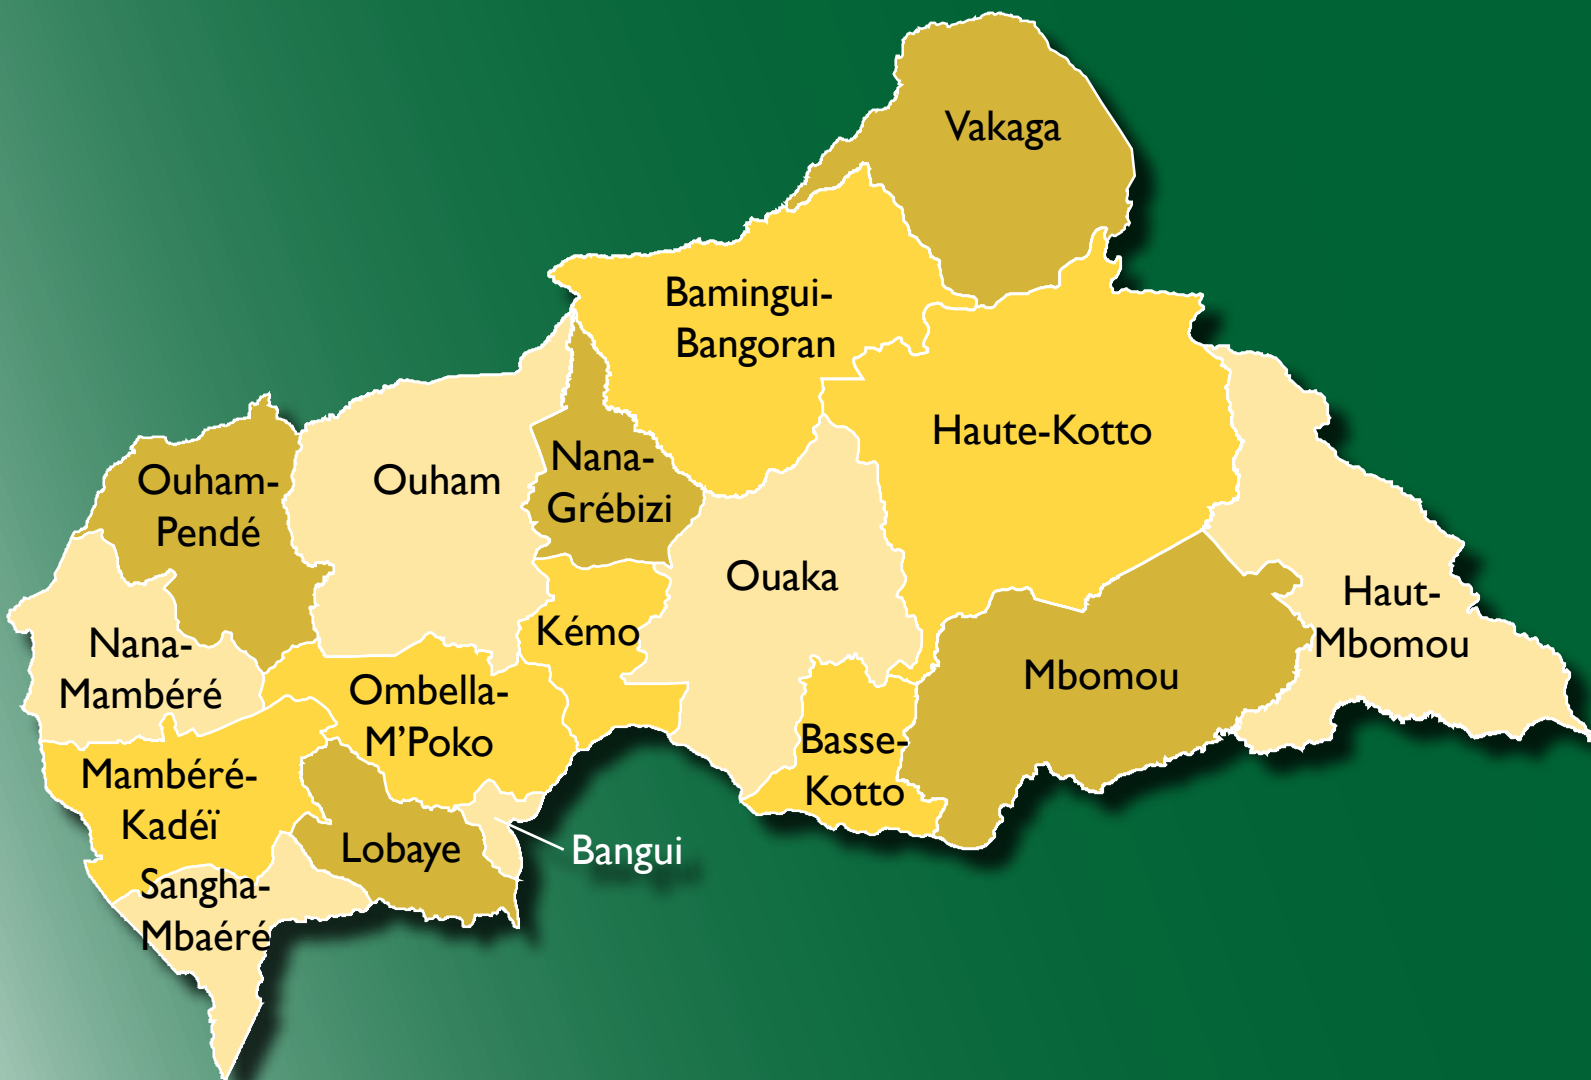 Vakaga
Bamingui-
Bangoran
Haute-Kotto
Nana-
Grébizi
Ouham
Ouham-
Pendé
Ouaka
Haut-
Mbomou
Kémo
Nana-
Mambéré
Mbomou
Ombella-
M'Poko
Basse-
Kotto
Mambéré-
Kadéï
Lobaye
Bangui
Sangha-
Mbaéré